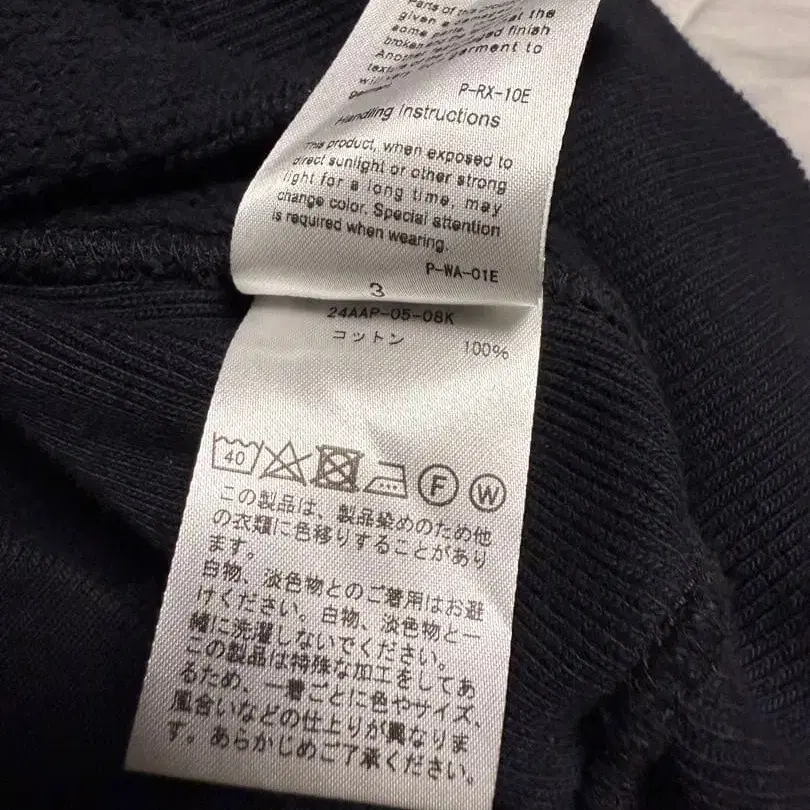 Parts of this
given a
some parts
broken finish
Another garment to
will
P-RX-10E
Handling Instructions
This product, when exposed to
direct sunlight or other strong
light for a long time, may
change color. Special attention
is required when wearing.
P-WA-01E
3
24AAP-05-08K
コットン 100%
40 F W
この製品は、製品染めのため他
の衣類に色移りすることがあり
ます。
白物、淡色物とのご着用はお避
けください。白物、淡色物と一
緒に洗濯しないでください。
この製品は特殊な加工をしてあ
るため、一着ごとに色やサイズ、
風合いなどの仕上りが異なりま
す。あらかじめご了承ください。